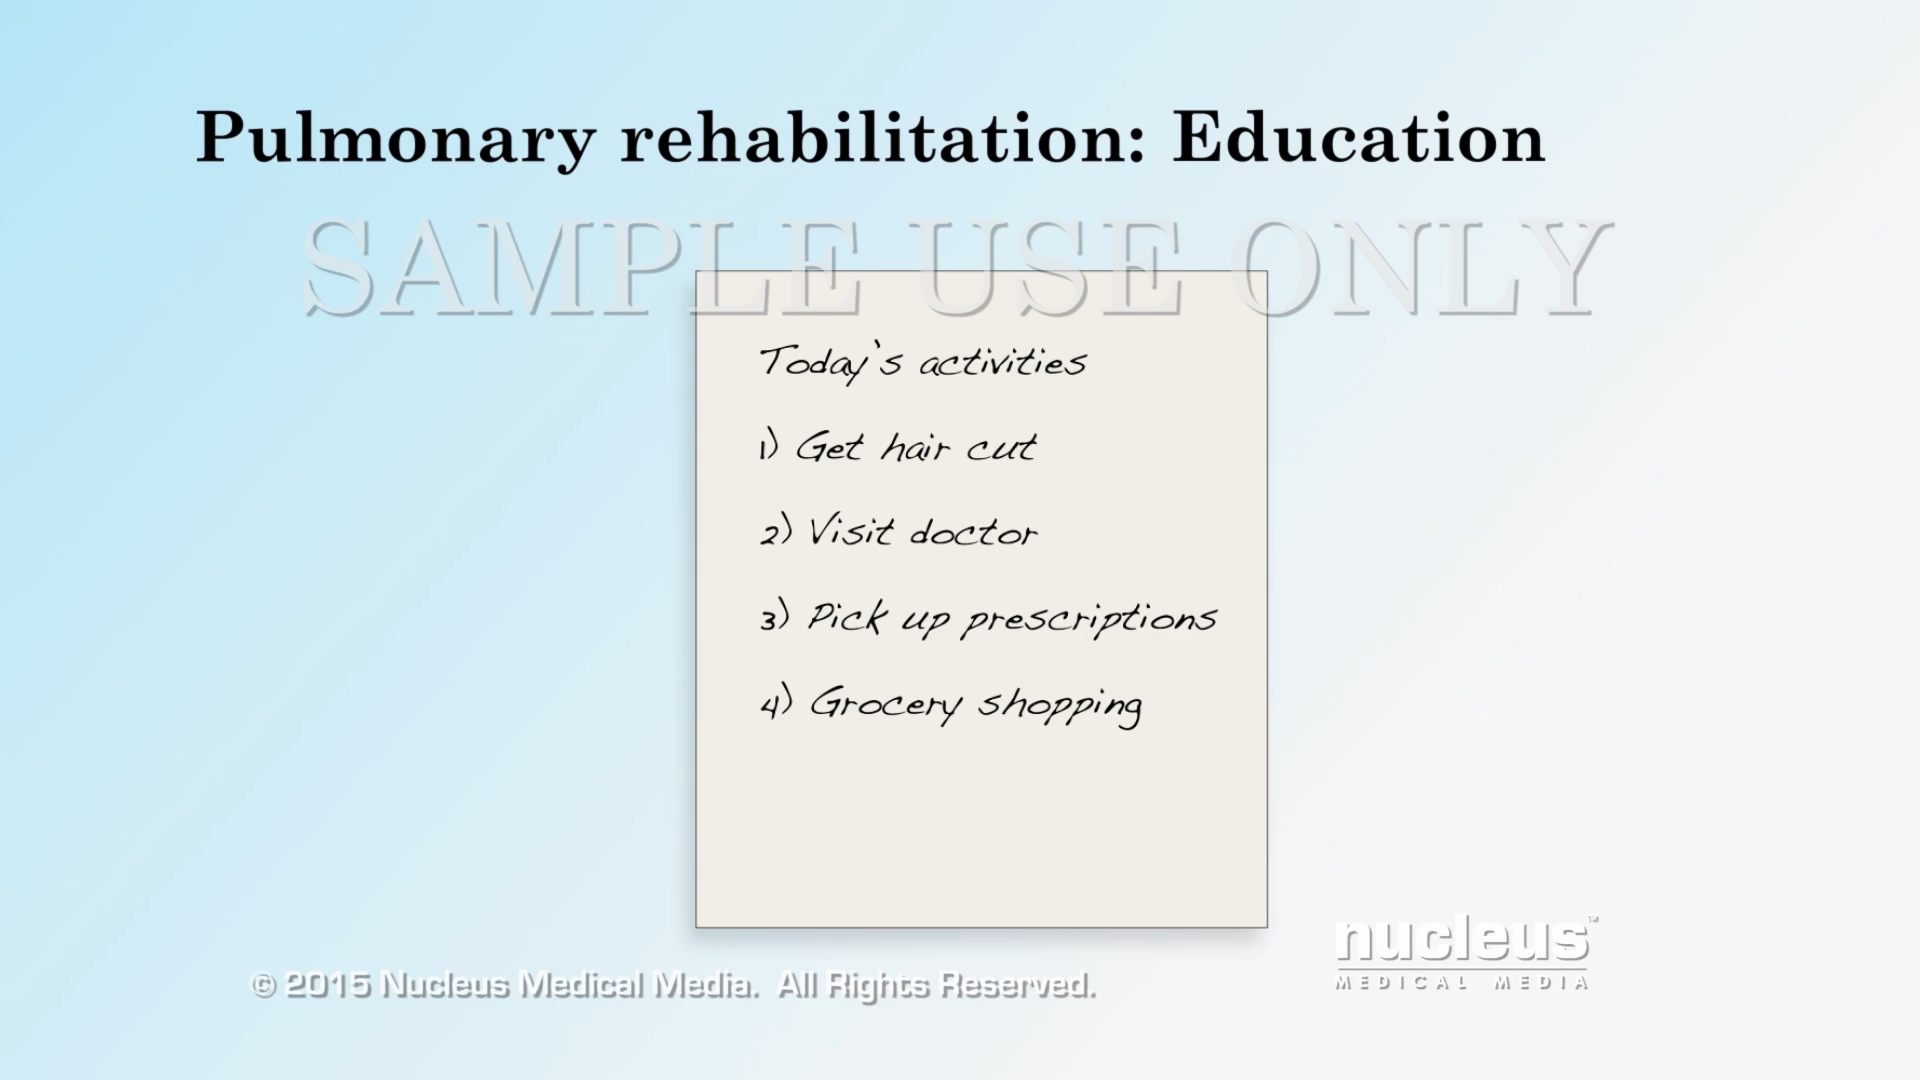 Pulmonary rehabilitation: Education
SAMPLE USE ONLY
Today's activities
1) Get hair cut
2) Visit doctor
3) Pick up prescriptions
4) Grocery shopping
nucleus™
MEDICAL MEDIA
© 2015 Nucleus Medical Media. All Rights Reserved.